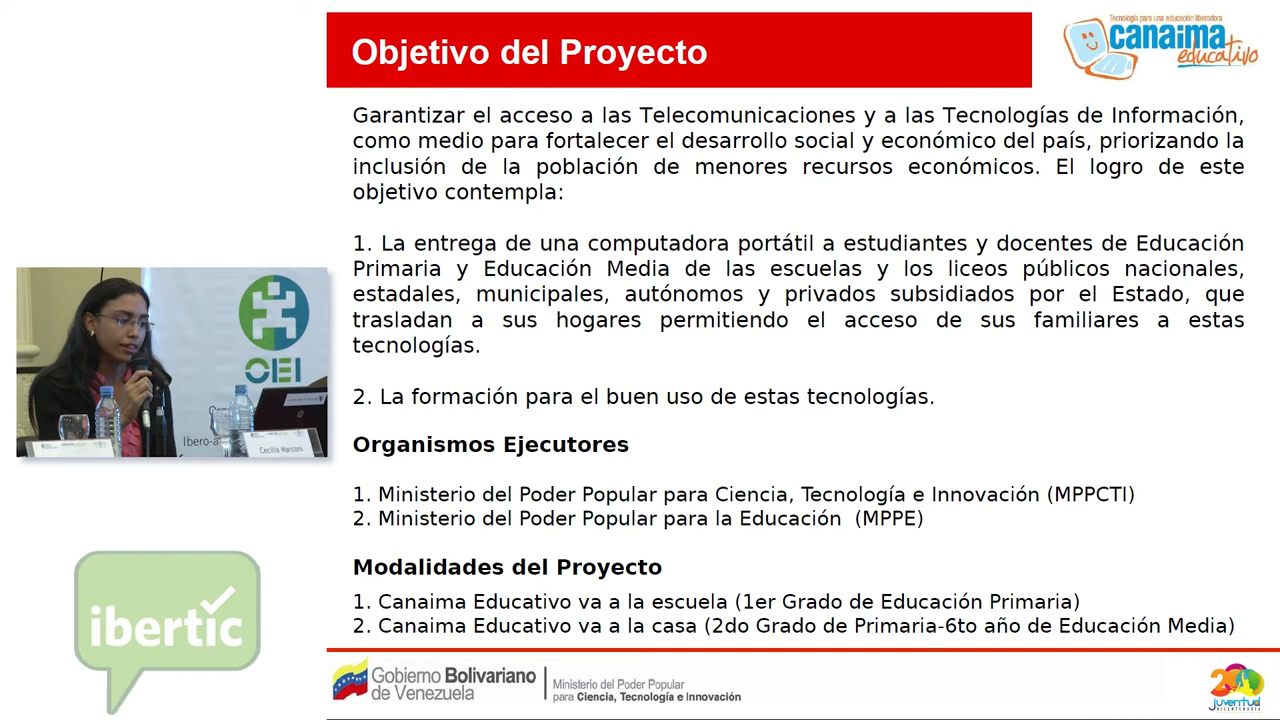 Objetivo del Proyecto
Tecnología para una educación liberadora
canaima
educativo
Garantizar el acceso a las Telecomunicaciones y a las Tecnologías de Información,
como medio para fortalecer el desarrollo social y económico del país, priorizando la
inclusión de la población de menores recursos económicos. El logro de este
objetivo contempla:
1. La entrega de una computadora portátil a estudiantes y docentes de Educación
Primaria y Educación Media de las escuelas y los liceos públicos nacionales,
estadales, municipales, autónomos y privados subsidiados por el Estado, que
trasladan a sus hogares permitiendo el acceso de sus familiares a estas
tecnologías.
2. La formación para el buen uso de estas tecnologías.
Organismos Ejecutores
1. Ministerio del Poder Popular para Ciencia, Tecnología e Innovación (MPPCTI)
2. Ministerio del Poder Popular para la Educación (MPPE)
Modalidades del Proyecto
1. Canaima Educativo va a la escuela (1er Grado de Educación Primaria)
2. Canaima Educativo va a la casa (2do Grado de Primaria-6to año de Educación Media)
OEI
Ibero-a
Cecilia Marconi
ibertic
Gobierno Bolivariano
de Venezuela
Ministerio del Poder Popular
para Ciencia, Tecnología e Innovación
200
juventud
BICENTENARIA